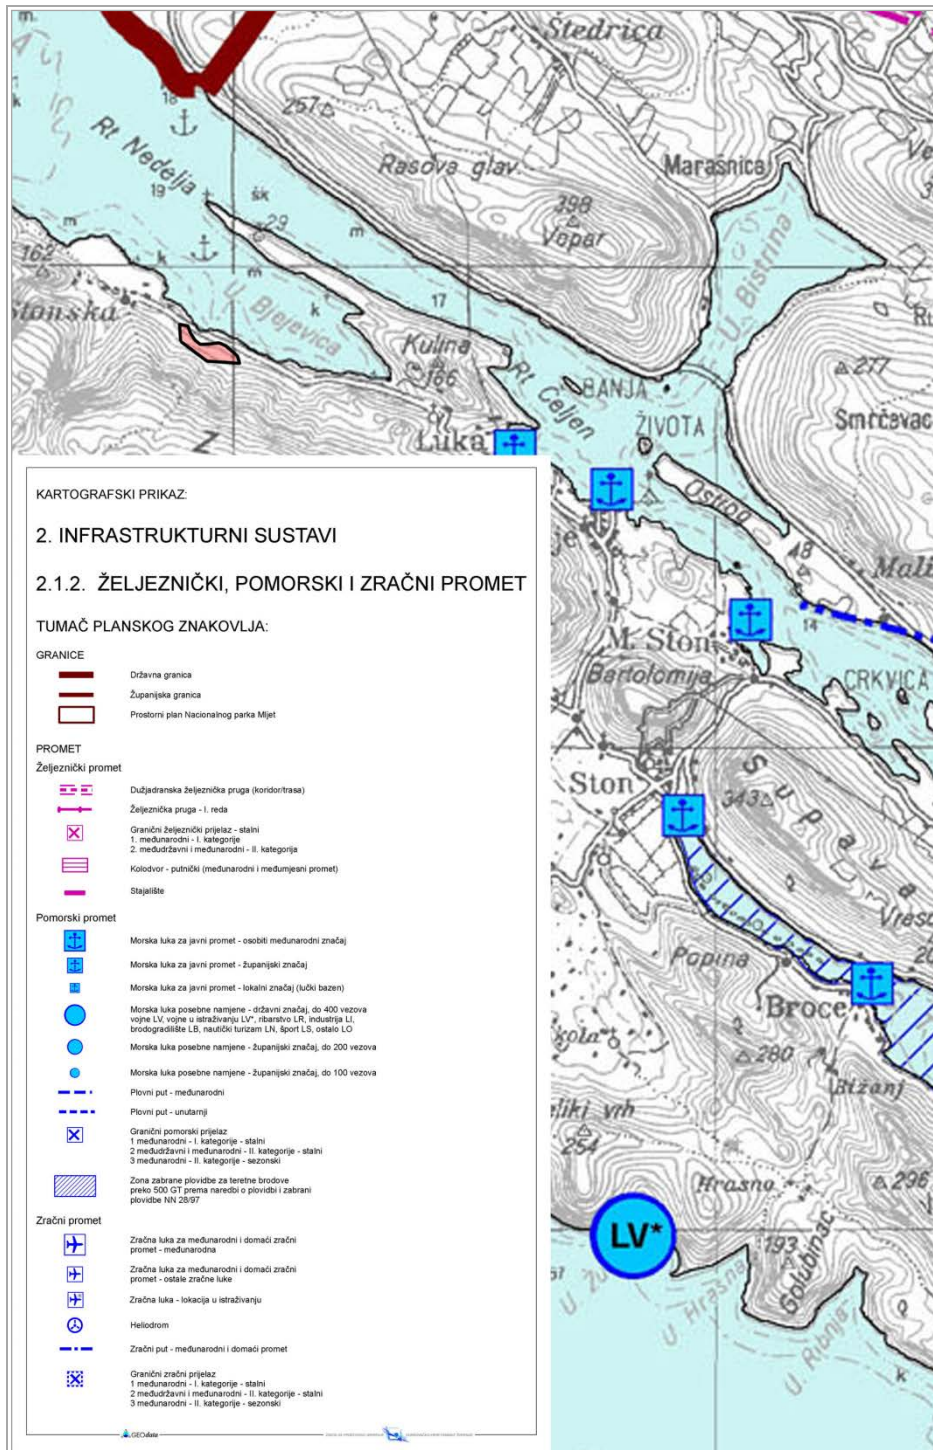 m.
Stedrica
k
18
257
Rt Nedelja
Rasova glav.
Marašnica
19
šk
m
398
Vepar
29
162
k
m
m
U. Bistrina
Stonska
U. Bjejevica
k
17
Kulina
166
Rt Čeljen
BANJA
ŽIVOTA
277
Smrčevac
Luka
Ostrog
48
Mali
14
M. Ston
Bartolomija
CRKVICA
Ston
343
Supava
Popina
Broce
280
Rižanj
Veliki vrh
254
Hrasno
296
LV*
193
Golubinac
U. Hrasna
U. Ribnja
k
KARTOGRAFSKI PRIKAZ:
2. INFRASTRUKTURNI SUSTAVI
2.1.2. ŽELJEZNIČKI, POMORSKI I ZRAČNI PROMET
TUMAČ PLANSKOG ZNAKOVLJA:
GRANICE
Državna granica
Županijska granica
Prostorni plan Nacionalnog parka Mljet
PROMET
Željeznički promet
Dužjadranska željeznička pruga (koridor/trasa)
Željeznička pruga - I. reda
Granični željeznički prijelaz - stalni
1. međunarodni - I. kategorije
2. međudržavni i međunarodni - II. kategorija
Kolodvor - putnički (međunarodni i međumjesni promet)
Stajalište
Pomorski promet
Morska luka za javni promet - osobiti međunarodni značaj
Morska luka za javni promet - županijski značaj
Morska luka za javni promet - lokalni značaj (lučki bazen)
Morska luka posebne namjene - državni značaj, do 400 vezova
vojne LV, vojne u istraživanju LV*, ribarstvo LR, industrija LI,
brodogradilište LB, nautički turizam LN, šport LS, ostalo LO
Morska luka posebne namjene - županijski značaj, do 200 vezova
Morska luka posebne namjene - županijski značaj, do 100 vezova
Plovni put - međunarodni
Plovni put - unutarnji
Granični pomorski prijelaz
1 međunarodni - I. kategorije - stalni
2 međudržavni i međunarodni - II. kategorije - stalni
3 međunarodni - II. kategorije - sezonski
Zona zabrane plovidbe za teretne brodove
preko 500 GT prema naredbi o plovidbi i zabrani
plovidbe NN 28/97
Zračni promet
Zračna luka za međunarodni i domaći zračni
promet - međunarodna
Zračna luka za međunarodni i domaći zračni
promet - ostale zračne luke
Zračna luka - lokacija u istraživanju
Heliodrom
Zračni put - međunarodni i domaći promet
Granični zračni prijelaz
1 međunarodni - I. kategorije - stalni
2 međudržavni i međunarodni - II. kategorije - stalni
3 međunarodni - II. kategorije - sezonski
GEOdata